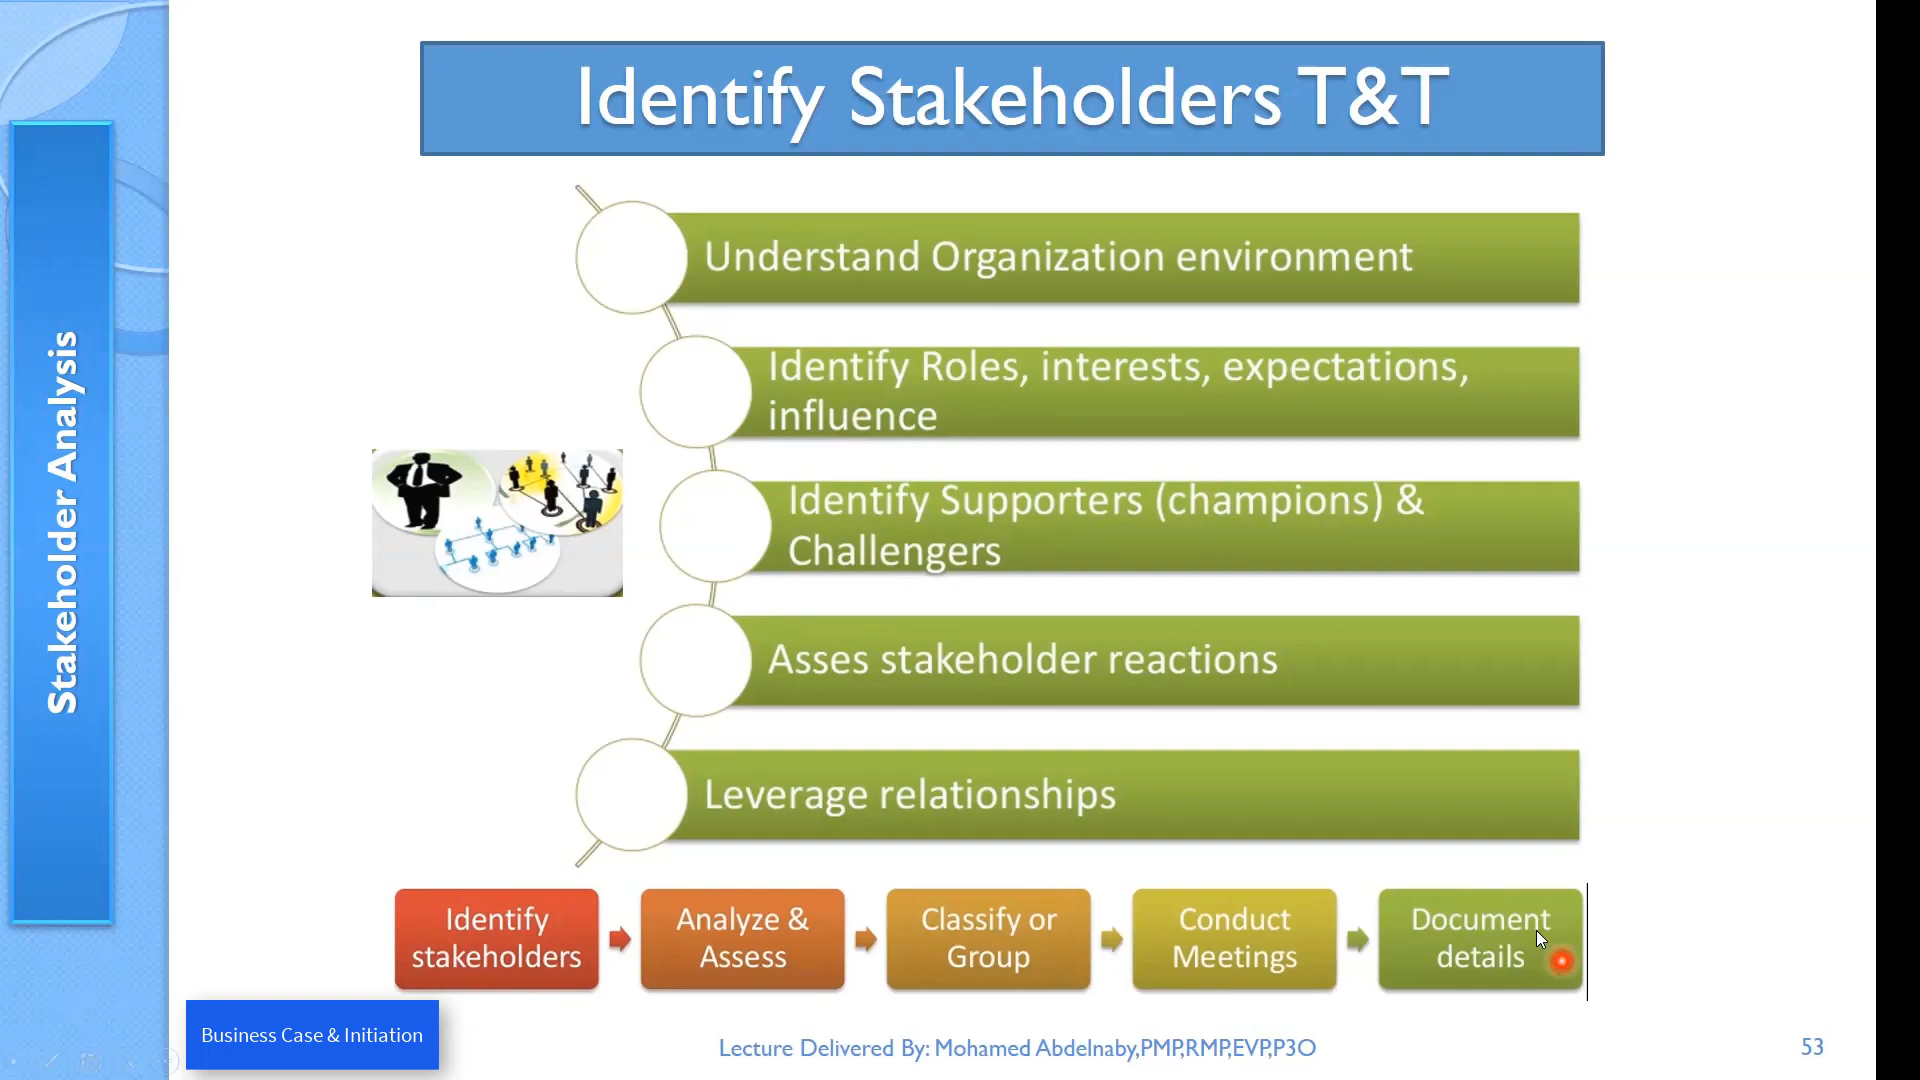 Identify Stakeholders T&T
Stakeholder Analysis
Understand Organization environment
Identify Roles, interests, expectations,
influence
Identify Supporters (champions) &
Challengers
Asses stakeholder reactions
Leverage relationships
Identify
stakeholders
Analyze &
Assess
Classify or
Group
Conduct
Meetings
Document
details
Business Case & Initiation
Lecture Delivered By: Mohamed Abdelnaby,PMP,RMP,EVP,P3O
53